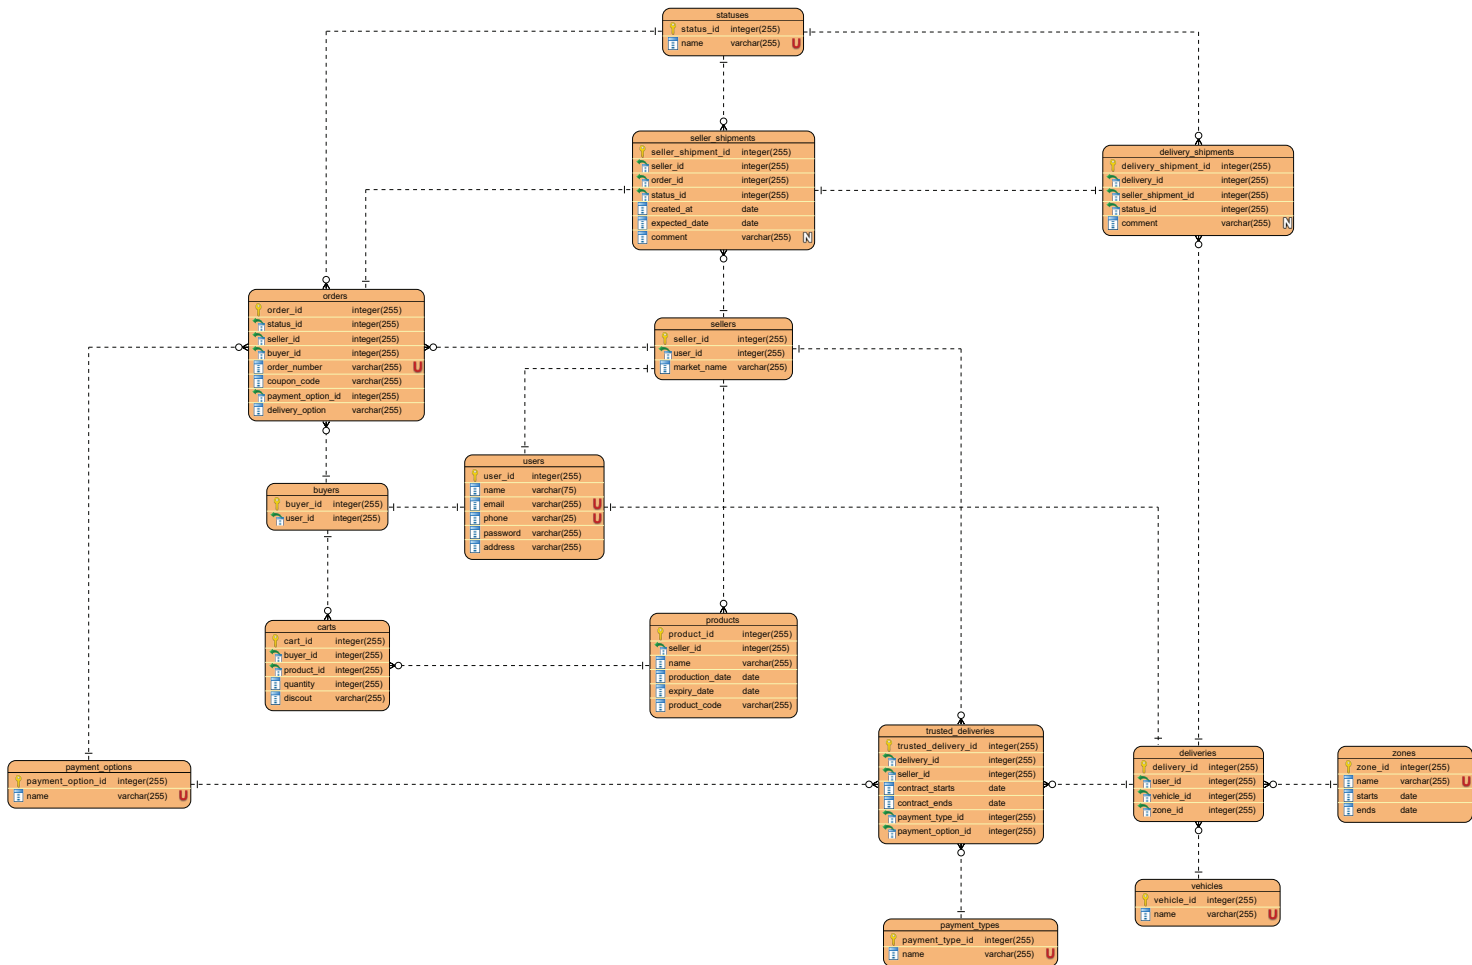 statuses
status_id integer(255)
name varchar(255) U
seller_shipments
seller_shipment_id integer(255)
seller_id integer(255)
order_id integer(255)
status_id integer(255)
created_at date
expected_date date
comment varchar(255) N
delivery_shipments
delivery_shipment_id integer(255)
delivery_id integer(255)
seller_shipment_id integer(255)
status_id integer(255)
comment varchar(255) N
orders
order_id integer(255)
status_id integer(255)
seller_id integer(255)
buyer_id integer(255)
order_number varchar(255) U
coupon_code varchar(255)
payment_option_id integer(255)
delivery_option varchar(255)
sellers
seller_id integer(255)
user_id integer(255)
market_name varchar(255)
users
user_id integer(255)
name varchar(75)
email varchar(255) U
phone varchar(25) U
password varchar(255)
address varchar(255)
buyers
buyer_id integer(255)
user_id integer(255)
carts
cart_id integer(255)
buyer_id integer(255)
product_id integer(255)
quantity integer(255)
discout varchar(255)
products
product_id integer(255)
seller_id integer(255)
name varchar(255)
production_date date
expiry_date date
product_code varchar(255)
payment_options
payment_option_id integer(255)
name varchar(255) U
trusted_deliveries
trusted_delivery_id integer(255)
delivery_id integer(255)
seller_id integer(255)
contract_starts date
contract_ends date
payment_type_id integer(255)
payment_option_id integer(255)
deliveries
delivery_id integer(255)
user_id integer(255)
vehicle_id integer(255)
zone_id integer(255)
zones
zone_id integer(255)
name varchar(255) U
starts date
ends date
vehicles
vehicle_id integer(255)
name varchar(255) U
payment_types
payment_type_id integer(255)
name varchar(255) U